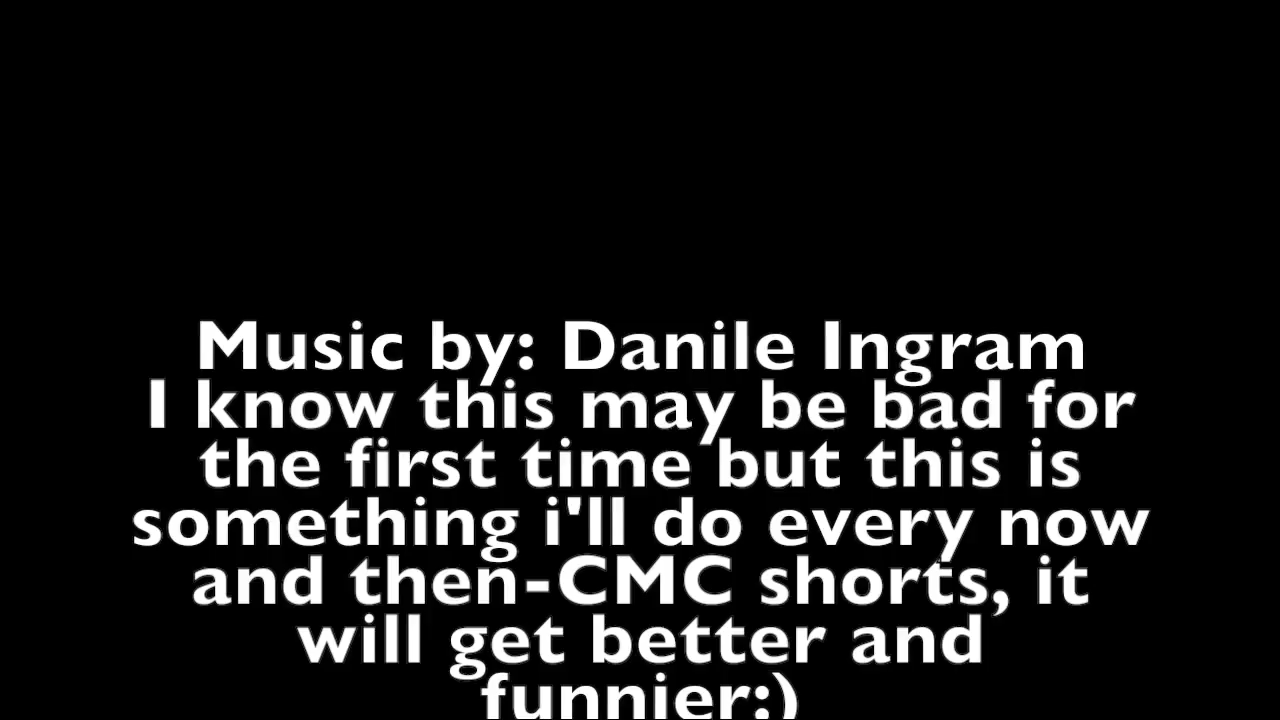 Music by: Danile Ingram
I know this may be bad for
the first time but this is
something i'll do every now
and then-CMC shorts, it
will get better and
funnier:)